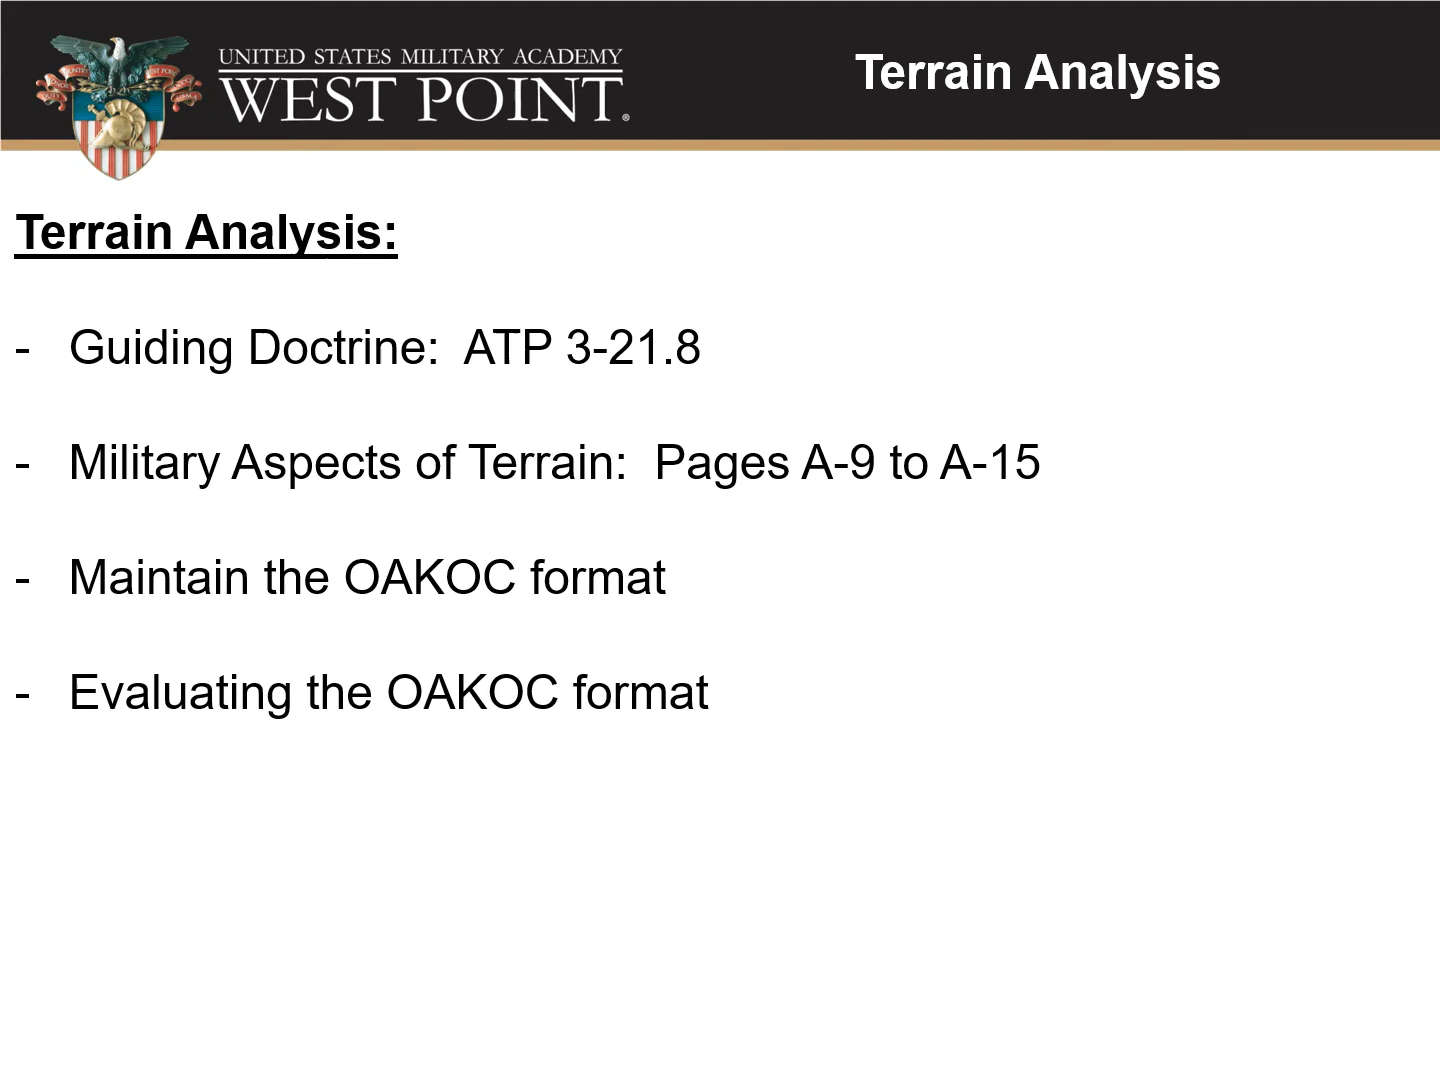 UNITED STATES MILITARY ACADEMY
WEST POINT®
Terrain Analysis
Terrain Analysis:
- Guiding Doctrine: ATP 3-21.8
- Military Aspects of Terrain: Pages A-9 to A-15
- Maintain the OAKOC format
- Evaluating the OAKOC format